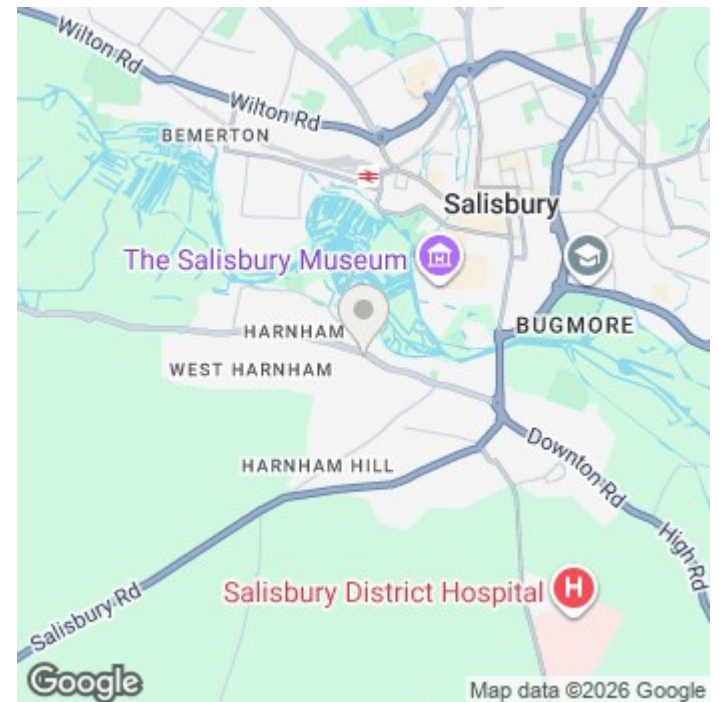 Wilton Rd
Wilton Rd
BEMERTON
Salisbury
The Salisbury Museum
HARNHAM
BUGMORE
WEST HARNHAM
Downton Rd
HARNHAM HILL
High Rd
Salisbury District Hospital
H
Salisbury Rd
Google
Map data ©2026 Google